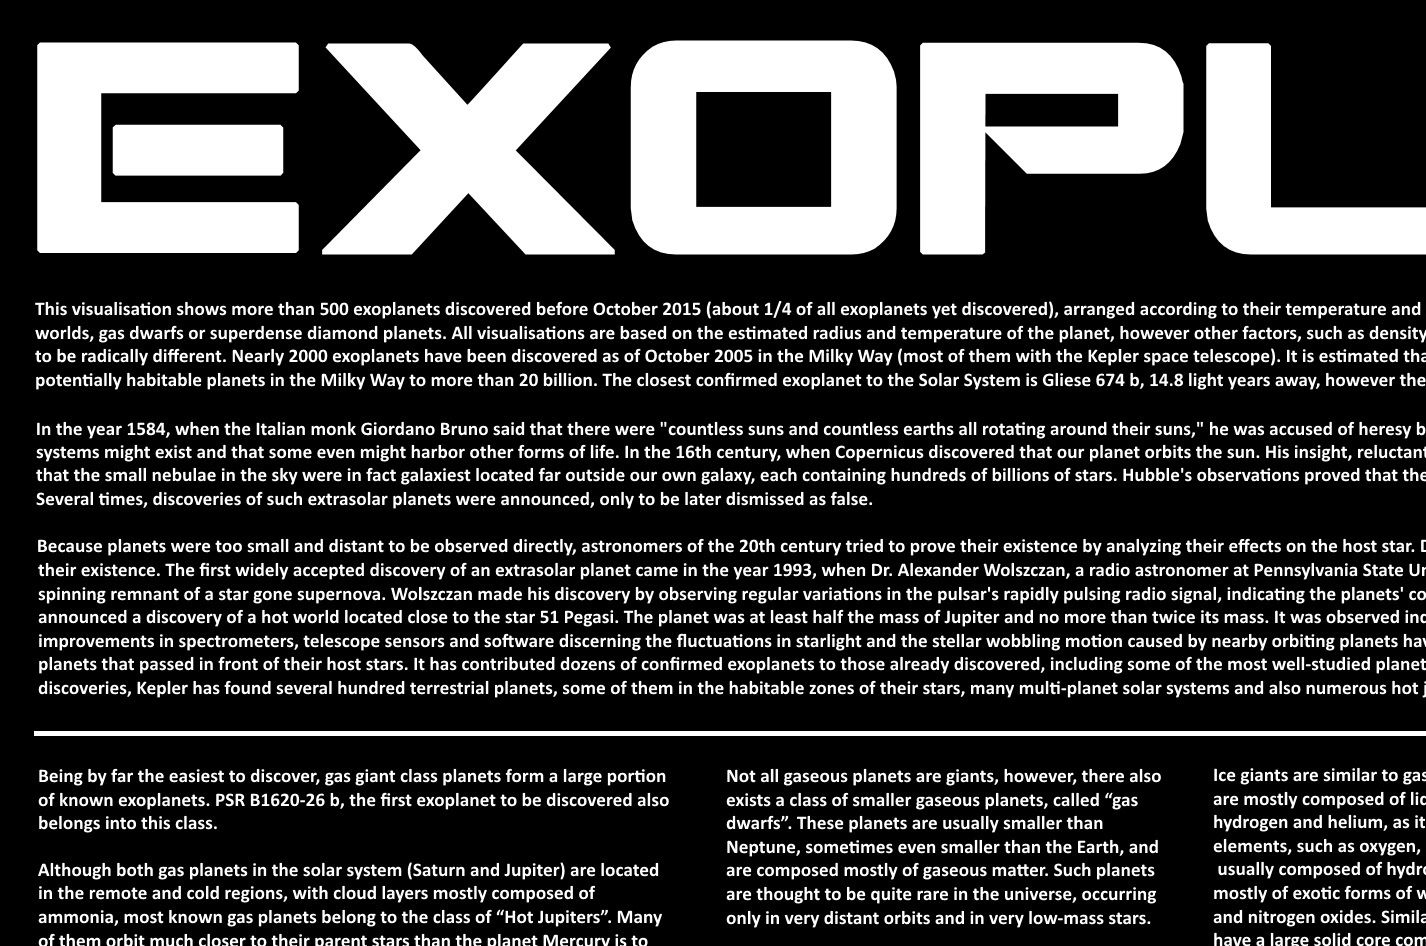 EXOPL
This visualisation shows more than 500 exoplanets discovered before October 2015 (about 1/4 of all exoplanets yet discovered), arranged according to their temperature and
worlds, gas dwarfs or superdense diamond planets. All visualisations are based on the estimated radius and temperature of the planet, however other factors, such as density
to be radically different. Nearly 2000 exoplanets have been discovered as of October 2005 in the Milky Way (most of them with the Kepler space telescope). It is estimated tha
potentially habitable planets in the Milky Way to more than 20 billion. The closest confirmed exoplanet to the Solar System is Gliese 674 b, 14.8 light years away, however the
In the year 1584, when the Italian monk Giordano Bruno said that there were "countless suns and countless earths all rotating around their suns," he was accused of heresy b
systems might exist and that some even might harbor other forms of life. In the 16th century, when Copernicus discovered that our planet orbits the sun. His insight, reluctant
that the small nebulae in the sky were in fact galaxiest located far outside our own galaxy, each containing hundreds of billions of stars. Hubble's observations proved that the
Several times, discoveries of such extrasolar planets were announced, only to be later dismissed as false.
Because planets were too small and distant to be observed directly, astronomers of the 20th century tried to prove their existence by analyzing their effects on the host star. D
their existence. The first widely accepted discovery of an extrasolar planet came in the year 1993, when Dr. Alexander Wolszczan, a radio astronomer at Pennsylvania State Un
spinning remnant of a star gone supernova. Wolszczan made his discovery by observing regular variations in the pulsar's rapidly pulsing radio signal, indicating the planets' co
announced a discovery of a hot world located close to the star 51 Pegasi. The planet was at least half the mass of Jupiter and no more than twice its mass. It was observed ind
improvements in spectrometers, telescope sensors and software discerning the fluctuations in starlight and the stellar wobbling motion caused by nearby orbiting planets hav
planets that passed in front of their host stars. It has contributed dozens of confirmed exoplanets to those already discovered, including some of the most well-studied planet
discoveries, Kepler has found several hundred terrestrial planets, some of them in the habitable zones of their stars, many multi-planet solar systems and also numerous hot j
Being by far the easiest to discover, gas giant class planets form a large portion
of known exoplanets. PSR B1620-26 b, the first exoplanet to be discovered also
belongs into this class.
Although both gas planets in the solar system (Saturn and Jupiter) are located
in the remote and cold regions, with cloud layers mostly composed of
ammonia, most known gas planets belong to the class of “Hot Jupiters”. Many
of them orbit much closer to their parent stars than the planet Mercury is to
Not all gaseous planets are giants, however, there also
exists a class of smaller gaseous planets, called “gas
dwarfs”. These planets are usually smaller than
Neptune, sometimes even smaller than the Earth, and
are composed mostly of gaseous matter. Such planets
are thought to be quite rare in the universe, occurring
only in very distant orbits and in very low-mass stars.
Ice giants are similar to gas
are mostly composed of liq
hydrogen and helium, as it
elements, such as oxygen,
usually composed of hydro
mostly of exotic forms of w
and nitrogen oxides. Simila
have a large solid core com